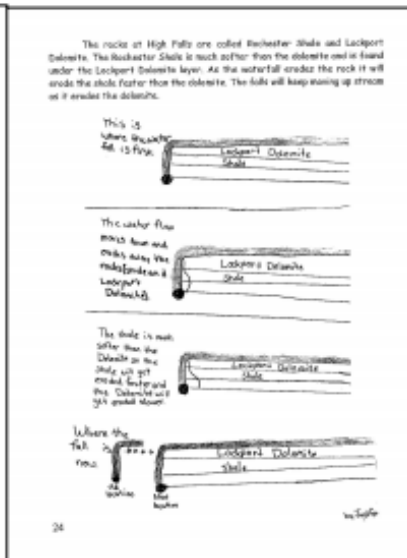 The rocks at High Falls are called Rochester Shale and Lockport
Dolomite. The Rochester Shale is much softer than the dolomite and is found
under the Lockport Dolomite layer. As the waterfall erodes the rock it will
erode the shale faster than the dolomite. The falls will keep moving up stream
as it erodes the dolomite.
This is
where the water
fall is first.
Lockport Dolomite
Shale
The water flow
moves down and
erodes away the
Lockport
Lockport Dolomite
Shale
The shale is much
softer than the
Dolomite so the
shale will get
eroded faster and
the Dolomite will
get eroded slower.
Lockport Dolomite
Shale
Where the
fall is
now.
Lockport Dolomite
Shale
old
location
location
24